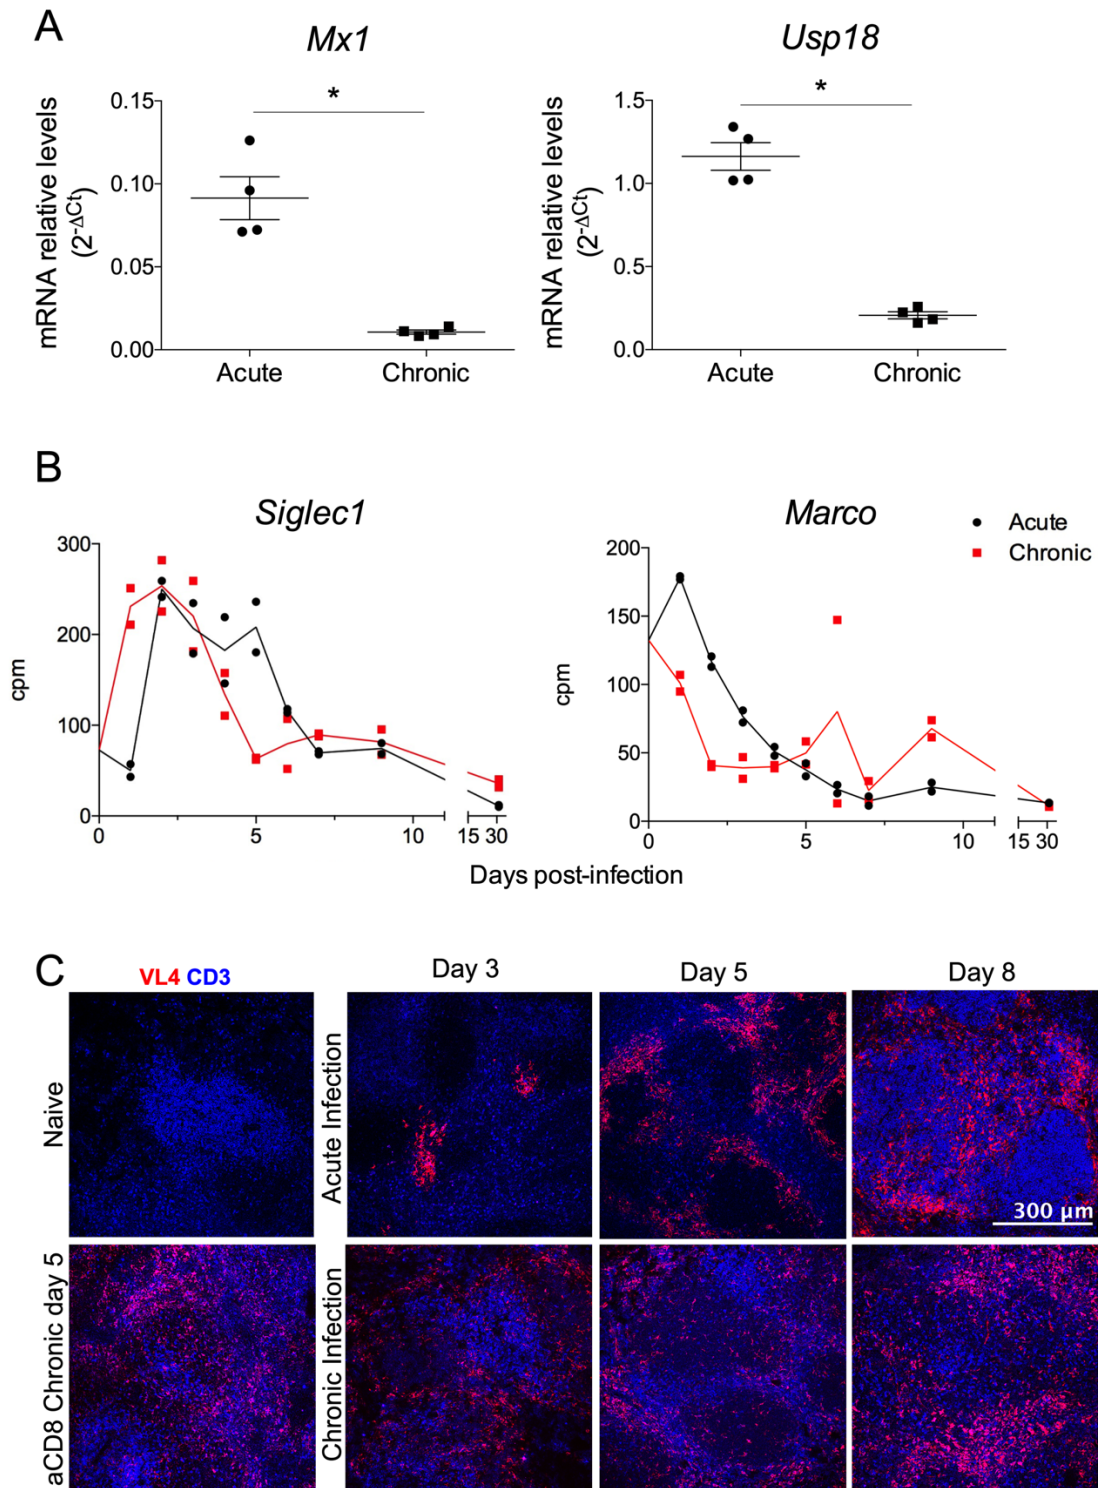 A
Mx1
Usp18
mRNA relative levels
(2-ΔCt)
0.15
0.10
0.05
0.00
*
Acute
Chronic
mRNA relative levels
(2-ΔCt)
1.5
1.0
0.5
0.0
*
Acute
Chronic
B
Siglec1
Marco
Acute
Chronic
cpm
300
200
100
0
0
5
10
15 30
cpm
200
150
100
50
0
0
5
10
15 30
Days post-infection
C
VL4 CD3
Day 3
Day 5
Day 8
Naive
Acute Infection
300 µm
aCD8 Chronic day 5
Chronic Infection